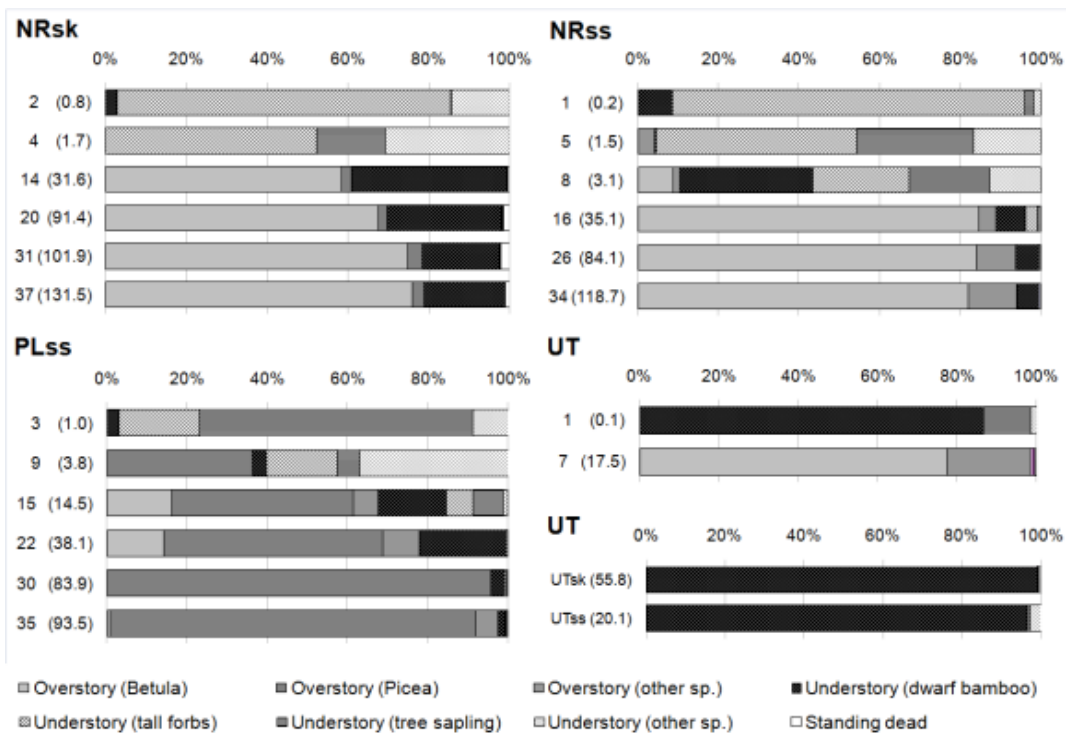 NRsk
0% 20% 40% 60% 80% 100%
2 (0.8)
4 (1.7)
14 (31.6)
20 (91.4)
31 (101.9)
37 (131.5)
NRss
0% 20% 40% 60% 80% 100%
1 (0.2)
5 (1.5)
8 (3.1)
16 (35.1)
26 (84.1)
34 (118.7)
PLss
0% 20% 40% 60% 80% 100%
3 (1.0)
9 (3.8)
15 (14.5)
22 (38.1)
30 (83.9)
35 (93.5)
UT
0% 20% 40% 60% 80% 100%
1 (0.1)
7 (17.5)
UT
0% 20% 40% 60% 80% 100%
UTsk (55.8)
UTss (20.1)
Overstory (Betula) Overstory (Picea) Overstory (other sp.) Understory (dwarf bamboo)
Understory (tall forbs) Understory (tree sapling) Understory (other sp.) Standing dead